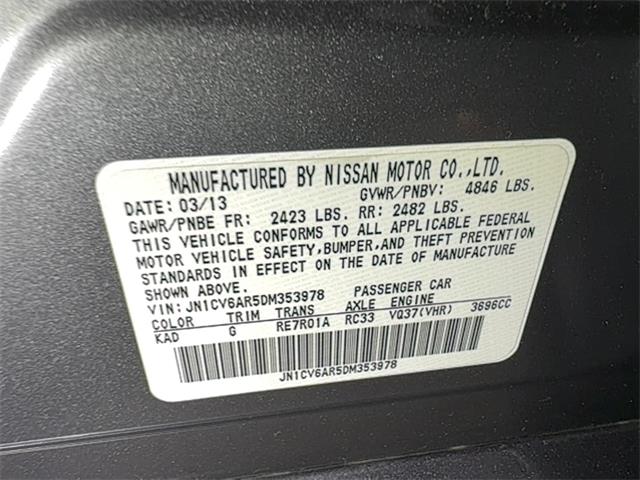 MANUFACTURED BY NISSAN MOTOR CO.,LTD.
DATE: 03/13 GVWR/PNBV: 4846 LBS.
GAWR/PNBE FR: 2423 LBS. RR: 2482 LBS.
THIS VEHICLE CONFORMS TO ALL APPLICABLE FEDERAL
MOTOR VEHICLE SAFETY,BUMPER,AND THEFT PREVENTION
STANDARDS IN EFFECT ON THE DATE OF MANUFACTURE
SHOWN ABOVE.
VIN: JN1CV6AR5DM353978 PASSENGER CAR
COLOR TRIM TRANS AXLE ENGINE
KAD G RE7R01A RC33 VQ37(VHR) 3696CC
JN1CV6AR5DM353978